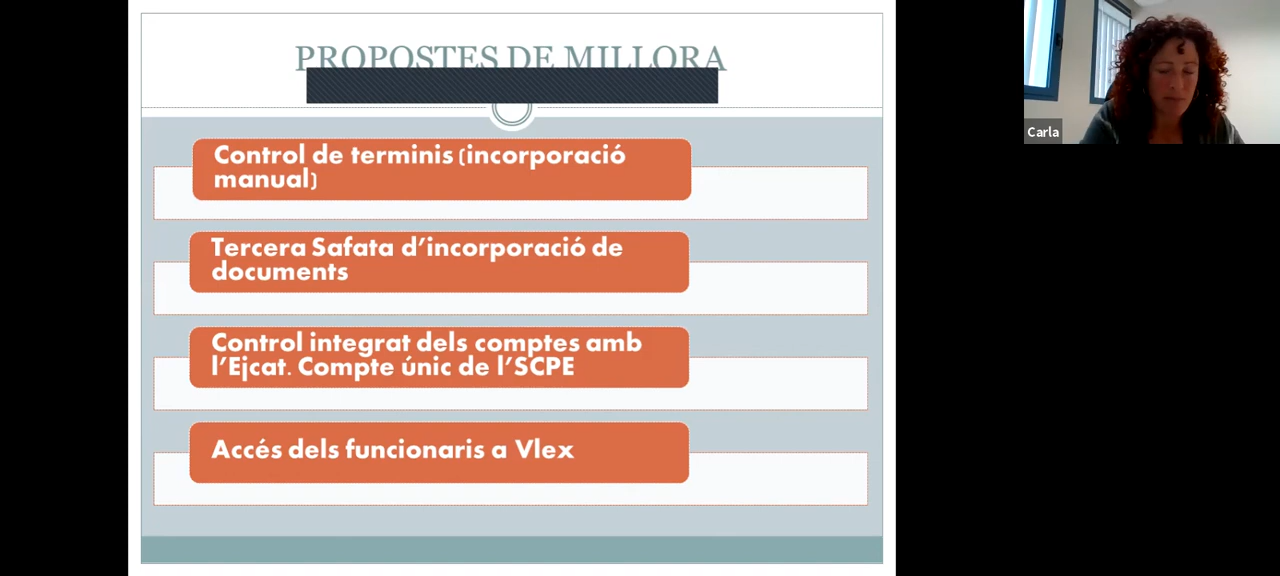 PROPOSTES DE MILLORA
Control de terminis (incorporació
manual)
Tercera Safata d’incorporació de
documents
Control integrat dels comptes amb
l’Ejcat. Compte únic de l’SCPE
Accés dels funcionaris a Vlex
Carla